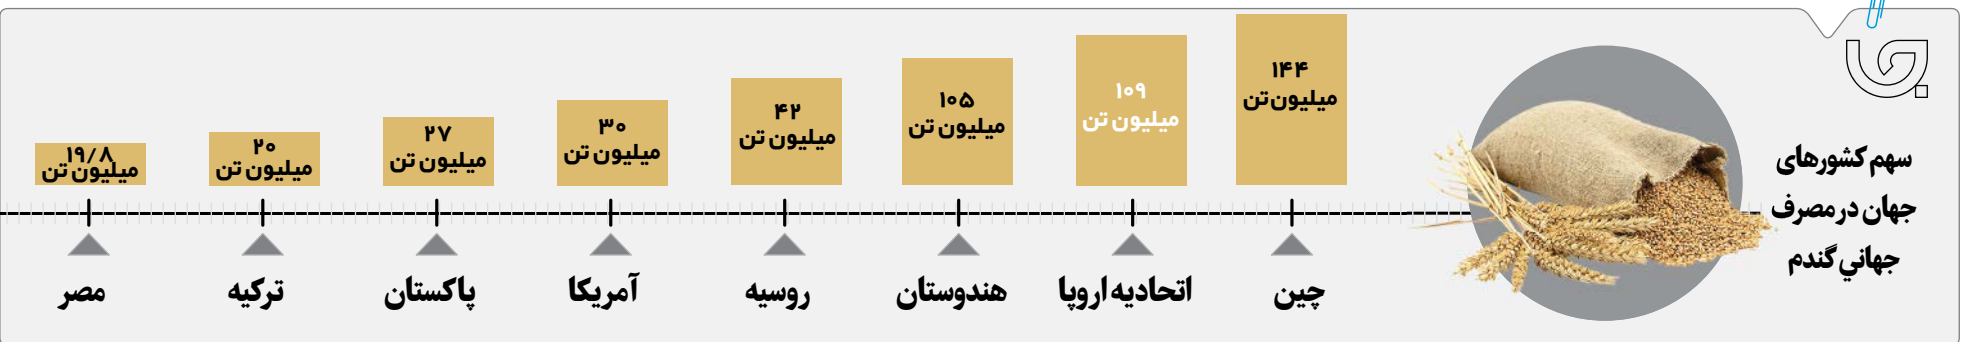 سهم کشورهای
جهان در مصرف
جهاني گندم
۱۴۴
میلیون تن
چین
۱۰۹
میلیون تن
اتحادیه اروپا
۱۰۵
میلیون تن
هندوستان
۴۲
میلیون تن
روسیه
۳۰
میلیون تن
آمریکا
۲۷
میلیون تن
پاکستان
۲۰
میلیون تن
ترکیه
۱۹/۸
میلیون تن
مصر